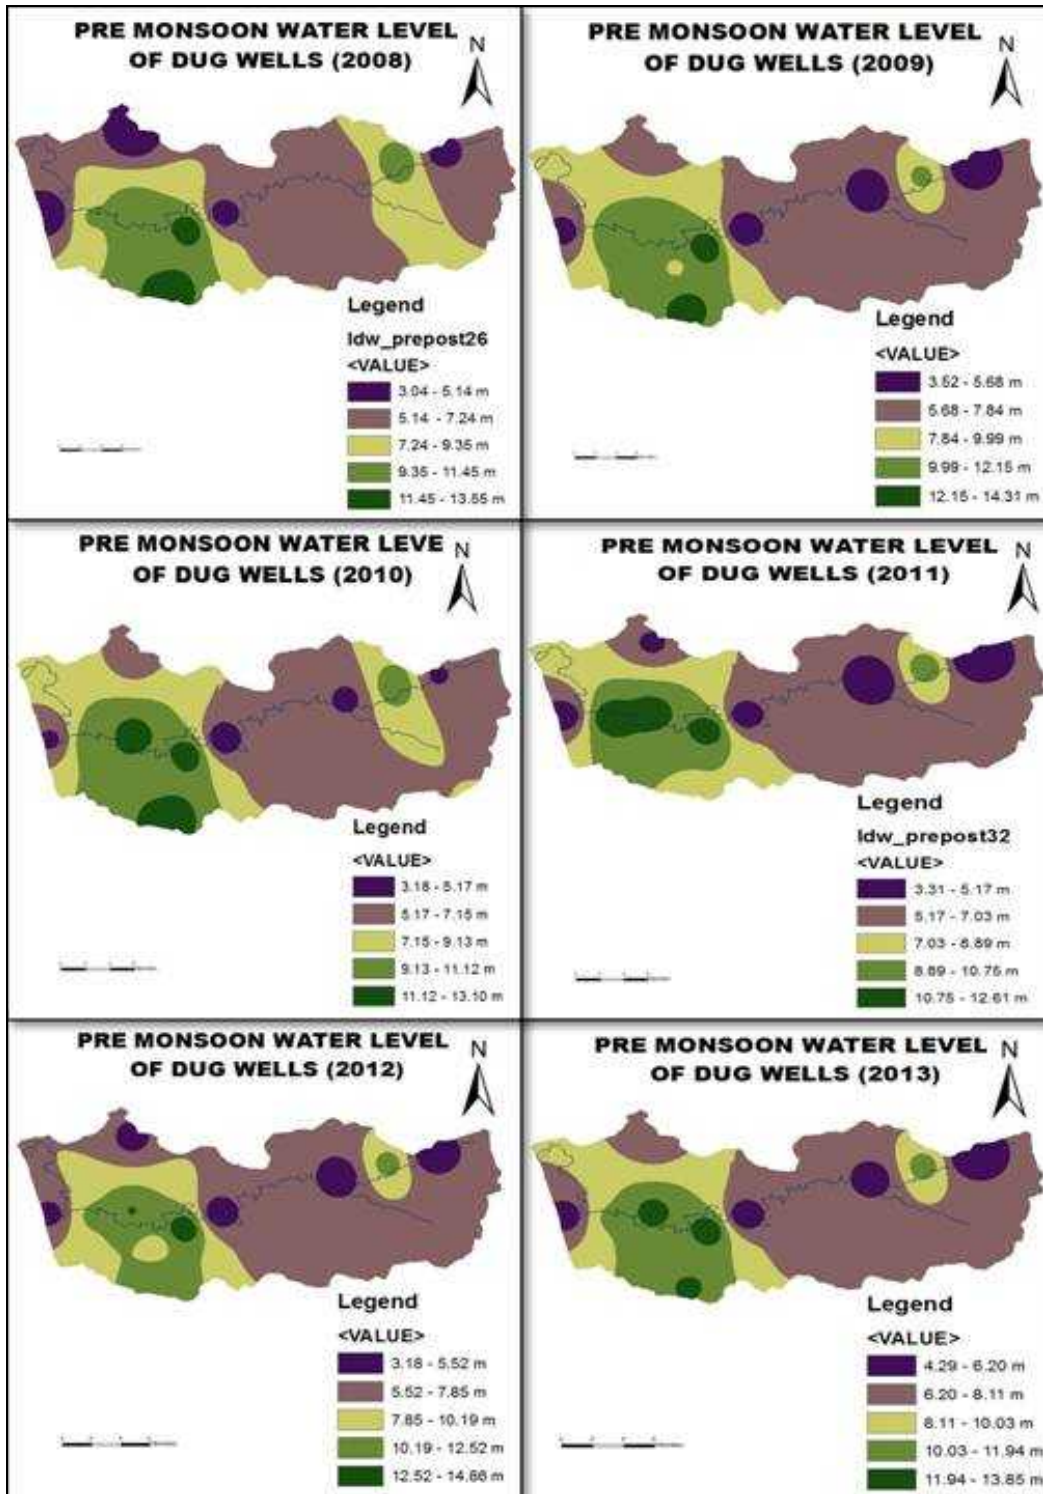 PRE MONSOON WATER LEVEL
OF DUG WELLS (2008)
N
Legend
Idw_prepost26
<VALUE>
3.04 - 5.14 m
5.14 - 7.24 m
7.24 - 9.35 m
9.35 - 11.45 m
11.45 - 13.55 m
PRE MONSOON WATER LEVEL
OF DUG WELLS (2009)
N
Legend
<VALUE>
3.52 - 5.68 m
5.68 - 7.84 m
7.84 - 9.99 m
9.99 - 12.15 m
12.15 - 14.31 m
PRE MONSOON WATER LEVE
OF DUG WELLS (2010)
N
Legend
<VALUE>
3.18 - 5.17 m
5.17 - 7.15 m
7.15 - 9.13 m
9.13 - 11.12 m
11.12 - 13.10 m
PRE MONSOON WATER LEVEL
OF DUG WELLS (2011)
N
Legend
Idw_prepost32
<VALUE>
3.31 - 5.17 m
5.17 - 7.03 m
7.03 - 8.89 m
8.89 - 10.75 m
10.75 - 12.61 m
PRE MONSOON WATER LEVEL
OF DUG WELLS (2012)
N
Legend
<VALUE>
3.18 - 5.52 m
5.52 - 7.85 m
7.85 - 10.19 m
10.19 - 12.52 m
12.52 - 14.86 m
PRE MONSOON WATER LEVEL
OF DUG WELLS (2013)
N
Legend
<VALUE>
4.29 - 6.20 m
6.20 - 8.11 m
8.11 - 10.03 m
10.03 - 11.94 m
11.94 - 13.85 m